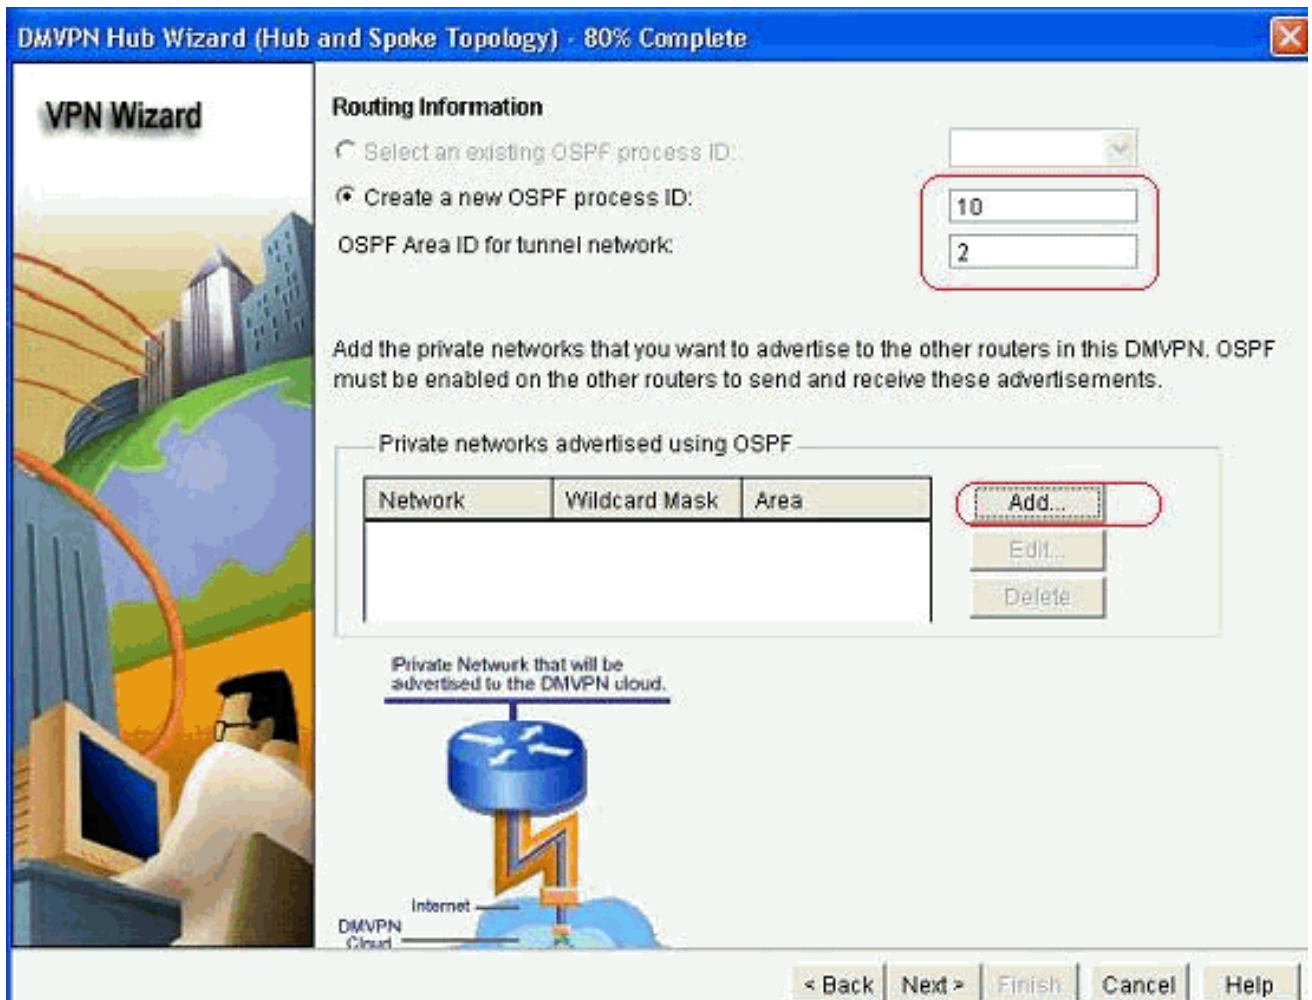 DMVPN Hub Wizard (Hub and Spoke Topology) - 80% Complete
VPN Wizard
Routing Information
Select an existing OSPF process ID:
Create a new OSPF process ID:
10
OSPF Area ID for tunnel network:
2
Add the private networks that you want to advertise to the other routers in this DMVPN. OSPF
must be enabled on the other routers to send and receive these advertisements.
Private networks advertised using OSPF
Network Wildcard Mask Area
Add...
Edit...
Delete
Private Network that will be
advertised to the DMVPN cloud.
Internet
DMVPN
Cloud
< Back Next > Finish Cancel Help